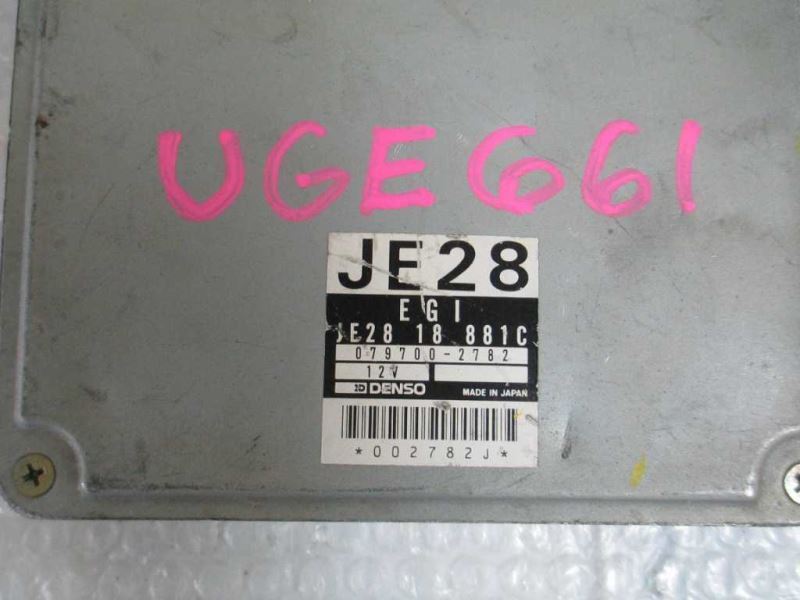 UGE661
JE28
EGI
JE28 18 881C
079700-2782
12V
DENSO MADE IN JAPAN
*002782J*